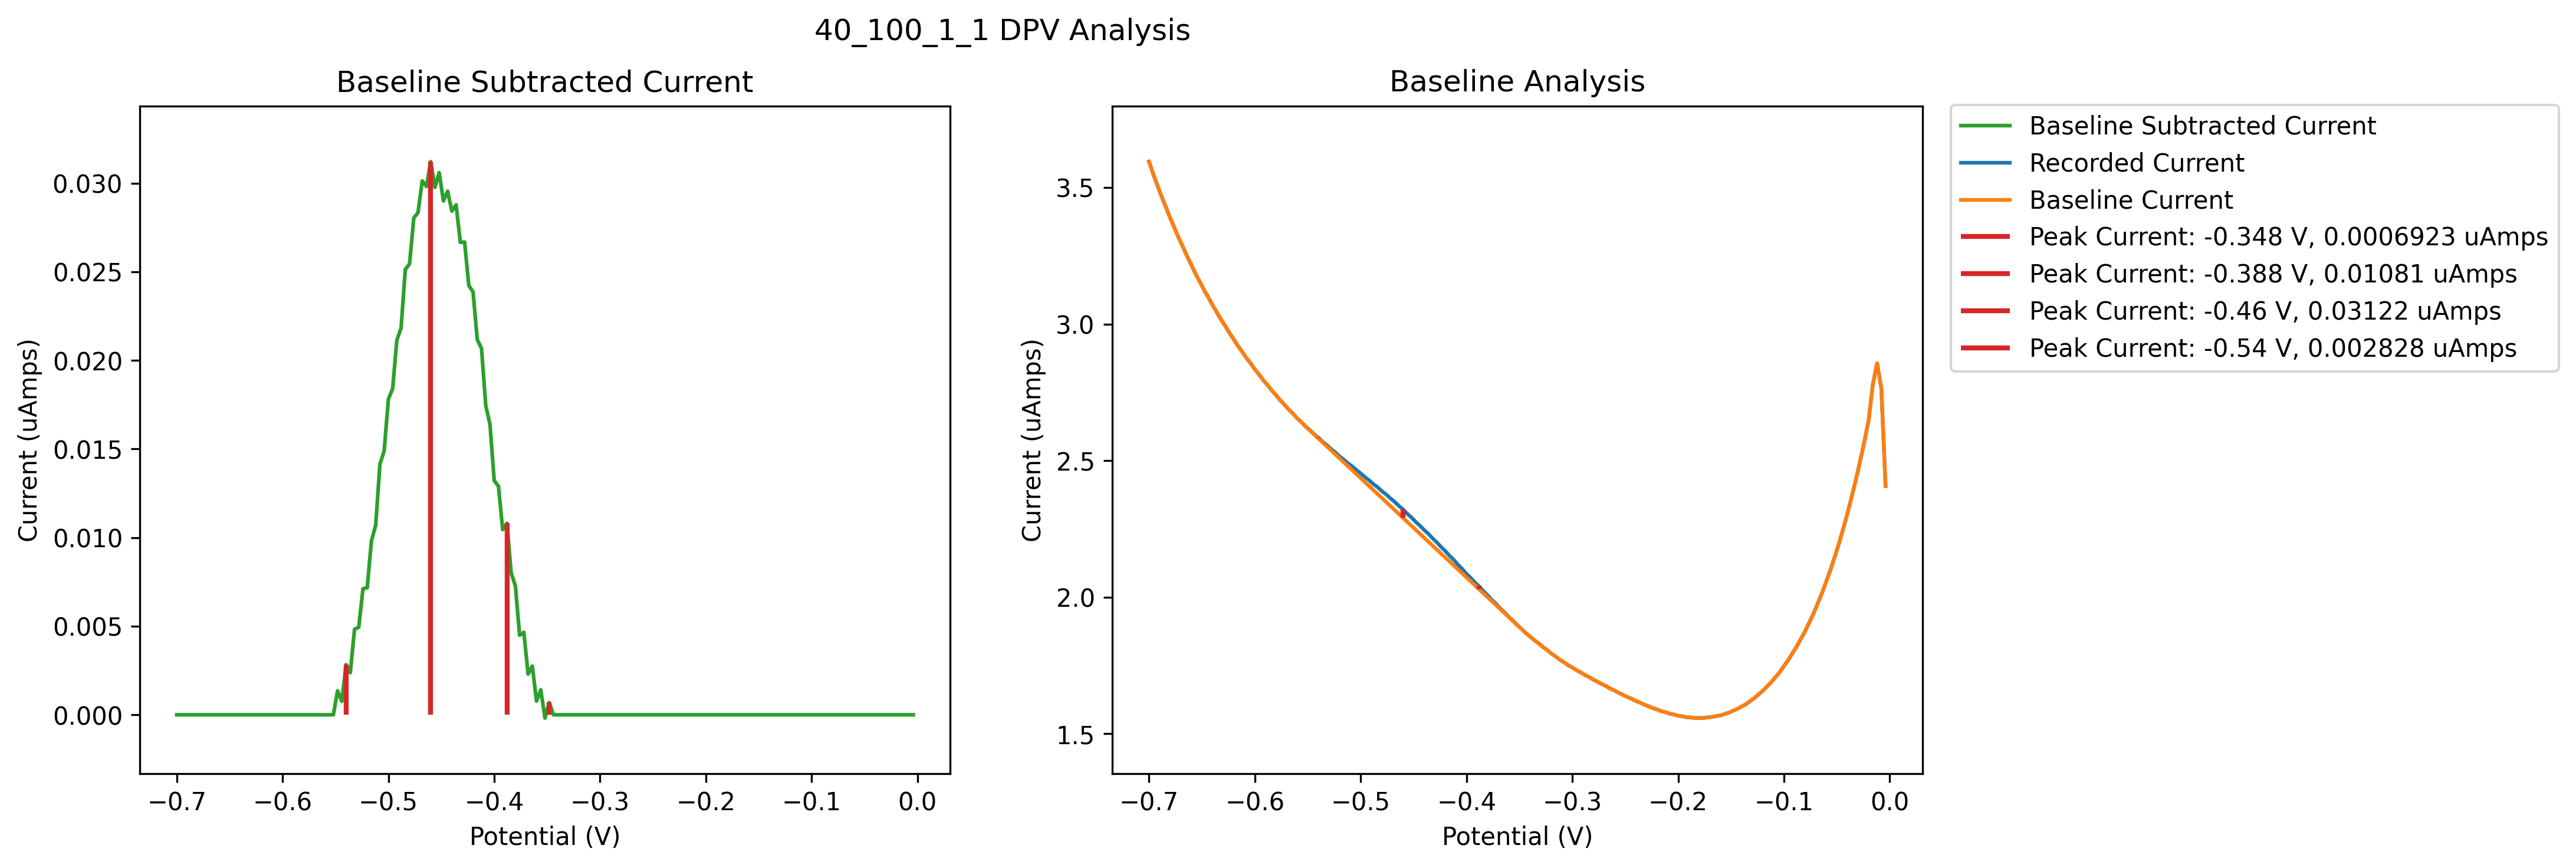 40_100_1_1 DPV Analysis
Baseline Subtracted Current
Current (uAmps)
0.030
0.025
0.020
0.015
0.010
0.005
0.000
−0.7 −0.6 −0.5 −0.4 −0.3 −0.2 −0.1 0.0
Potential (V)
Baseline Analysis
Current (uAmps)
3.5
3.0
2.5
2.0
1.5
−0.7 −0.6 −0.5 −0.4 −0.3 −0.2 −0.1 0.0
Potential (V)
Baseline Subtracted Current
Recorded Current
Baseline Current
Peak Current: -0.348 V, 0.0006923 uAmps
Peak Current: -0.388 V, 0.01081 uAmps
Peak Current: -0.46 V, 0.03122 uAmps
Peak Current: -0.54 V, 0.002828 uAmps